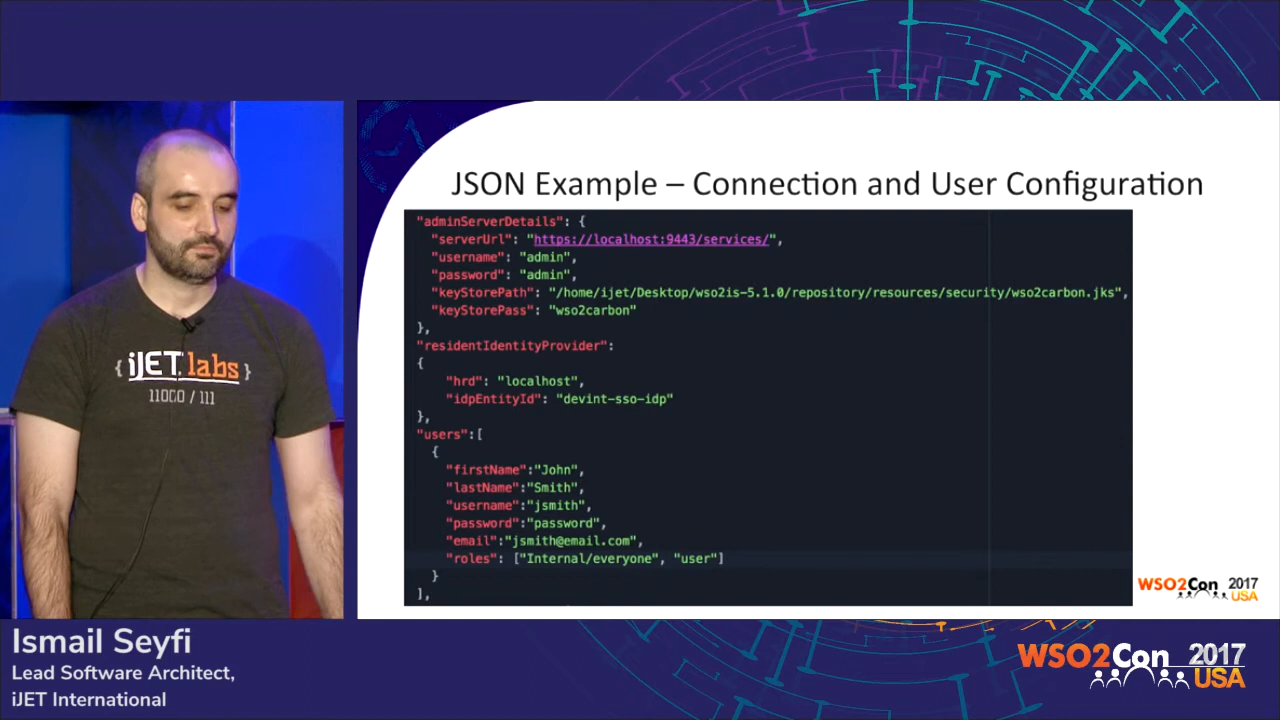 JSON Example – Connection and User Configuration
"adminServerDetails": {
"serverUrl": "https://localhost:9443/services/",
"username": "admin",
"password": "admin",
"keyStorePath": "/home/ijet/Desktop/wso2is-5.1.0/repository/resources/security/wso2carbon.jks",
"keyStorePass": "wso2carbon"
},
"residentIdentityProvider":
{
"hrd": "localhost",
"idpEntityId": "devint-sso-idp"
},
"users":[
{
"firstName":"John",
"lastName":"Smith",
"username":"jsmith",
"password":"password",
"email":"jsmith@email.com",
"roles": ["Internal/everyone", "user"]
}
],
WSO2Con 2017
USA
{ iJET labs }
11000 / 111
Ismail Seyfi
Lead Software Architect,
iJET International
WSO2Con 2017
USA